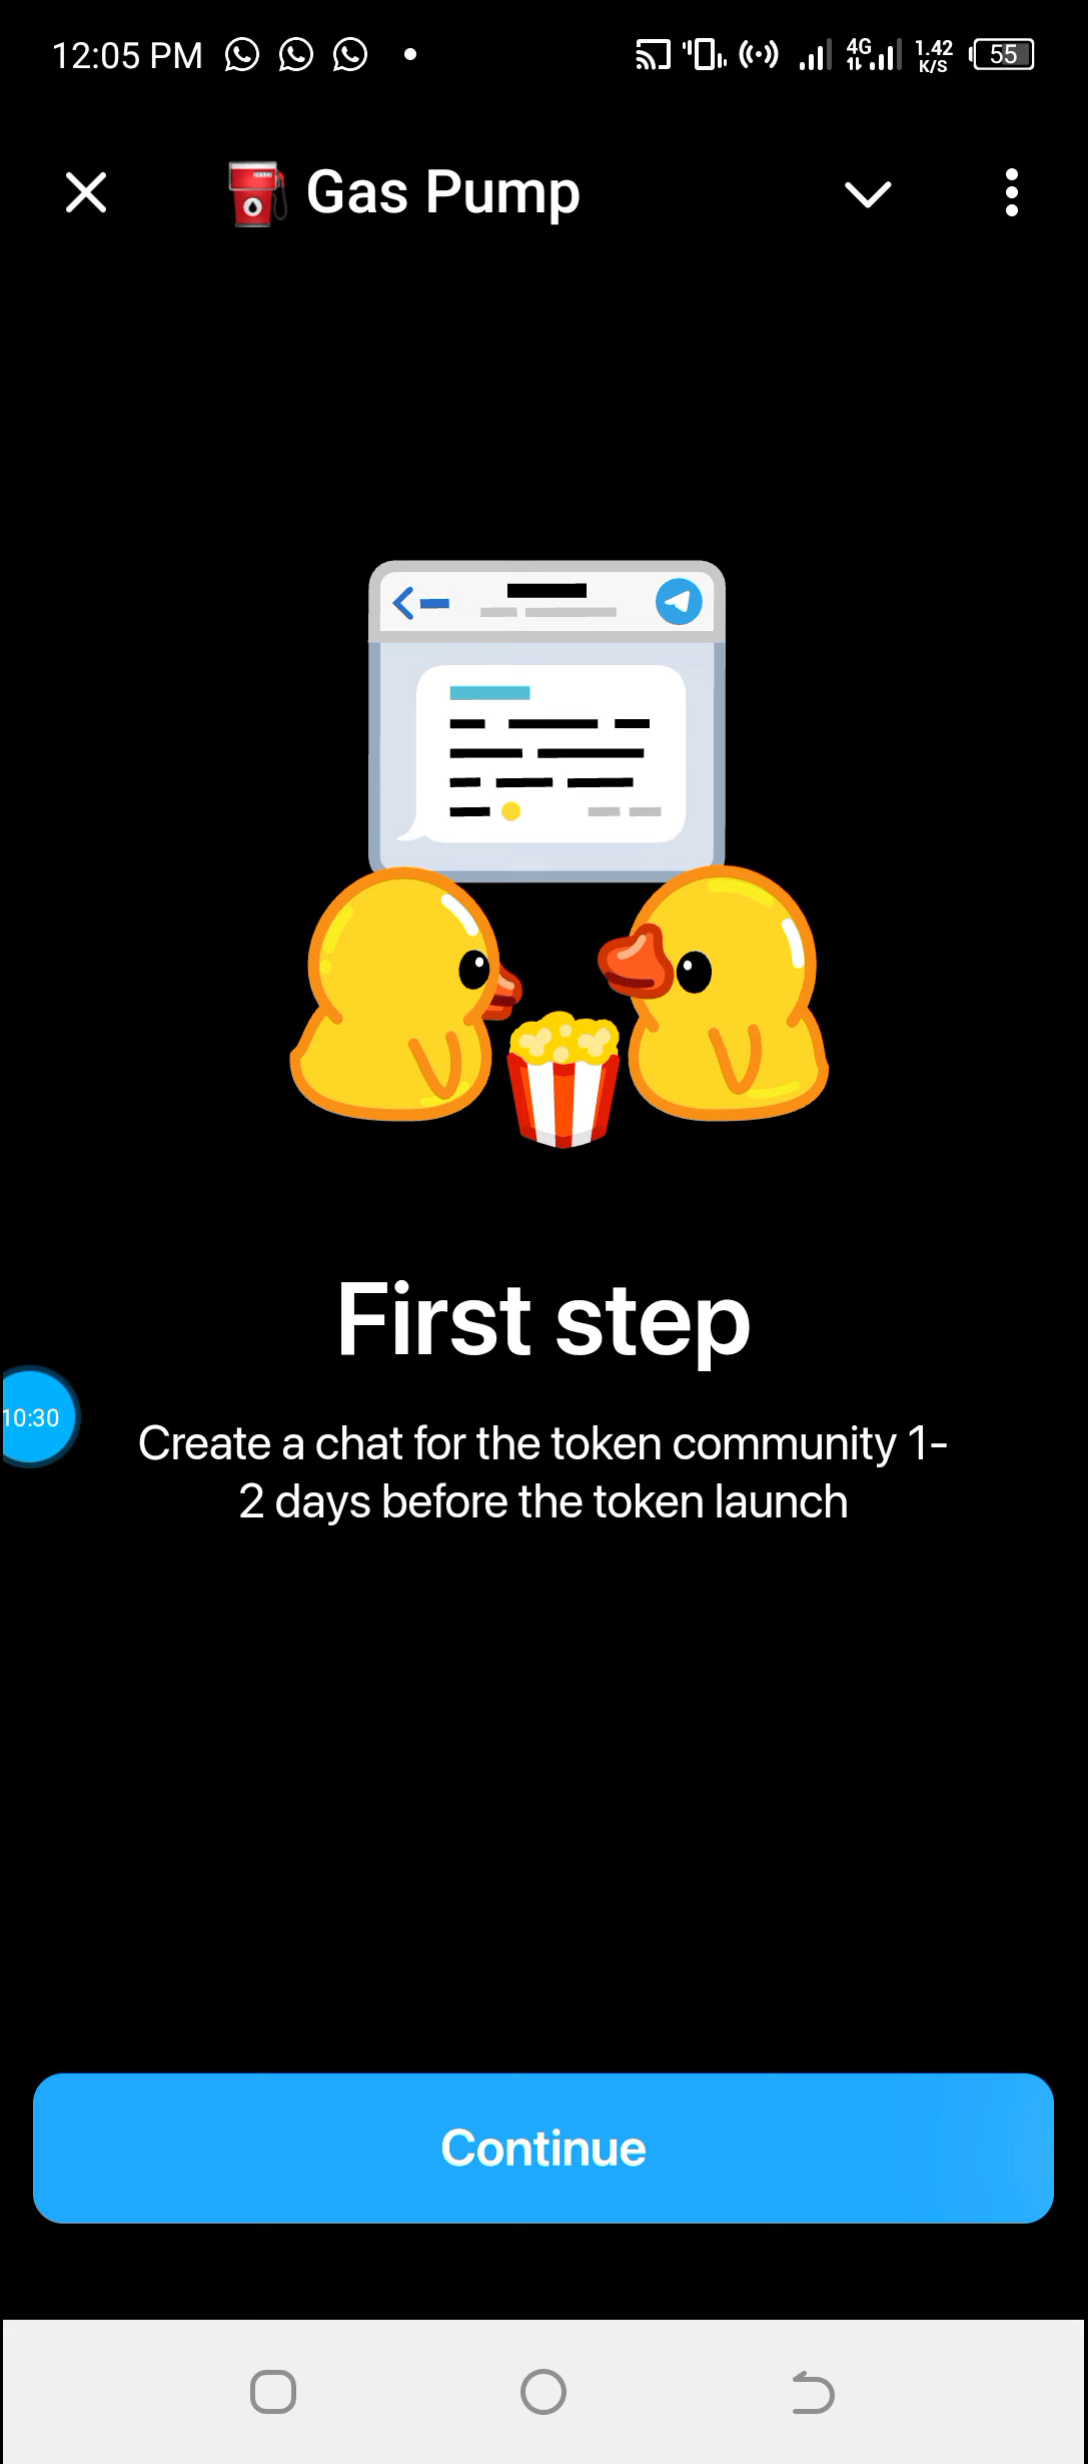 12:05 PM
4G
1.42
K/S
55
Gas Pump
First step
10:30
Create a chat for the token community 1-
2 days before the token launch
Continue